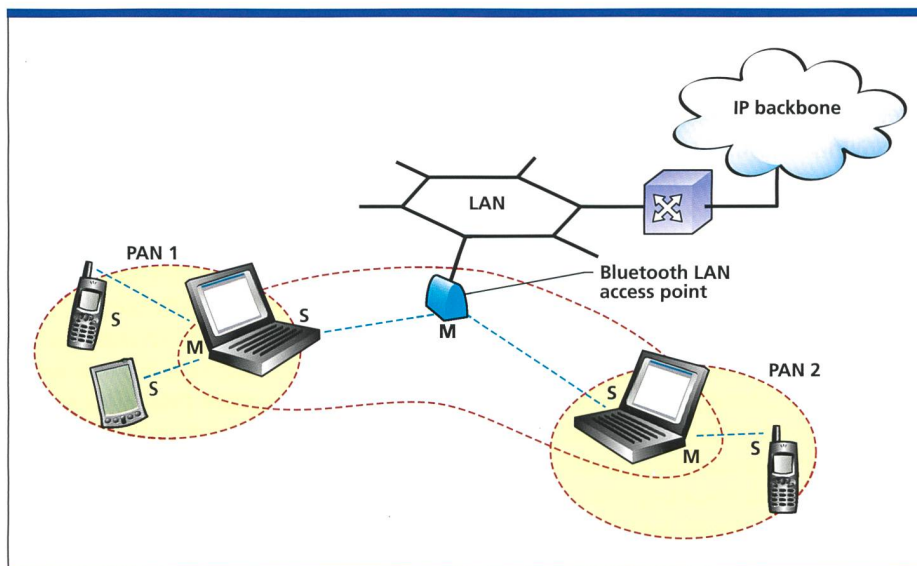 IP backbone
LAN
PAN 1
Bluetooth LAN
access point
S
S
M
M
S
PAN 2
S
S
M